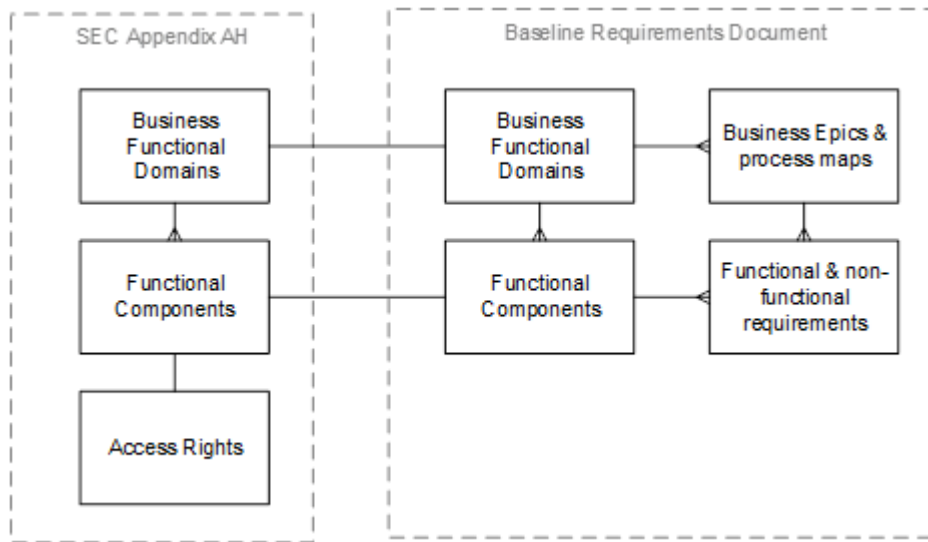 SEC Appendix AH
Business
Functional
Domains
Functional
Components
Access Rights
Baseline Requirements Document
Business
Functional
Domains
Business Epics &
process maps
Functional
Components
Functional & non-
functional
requirements